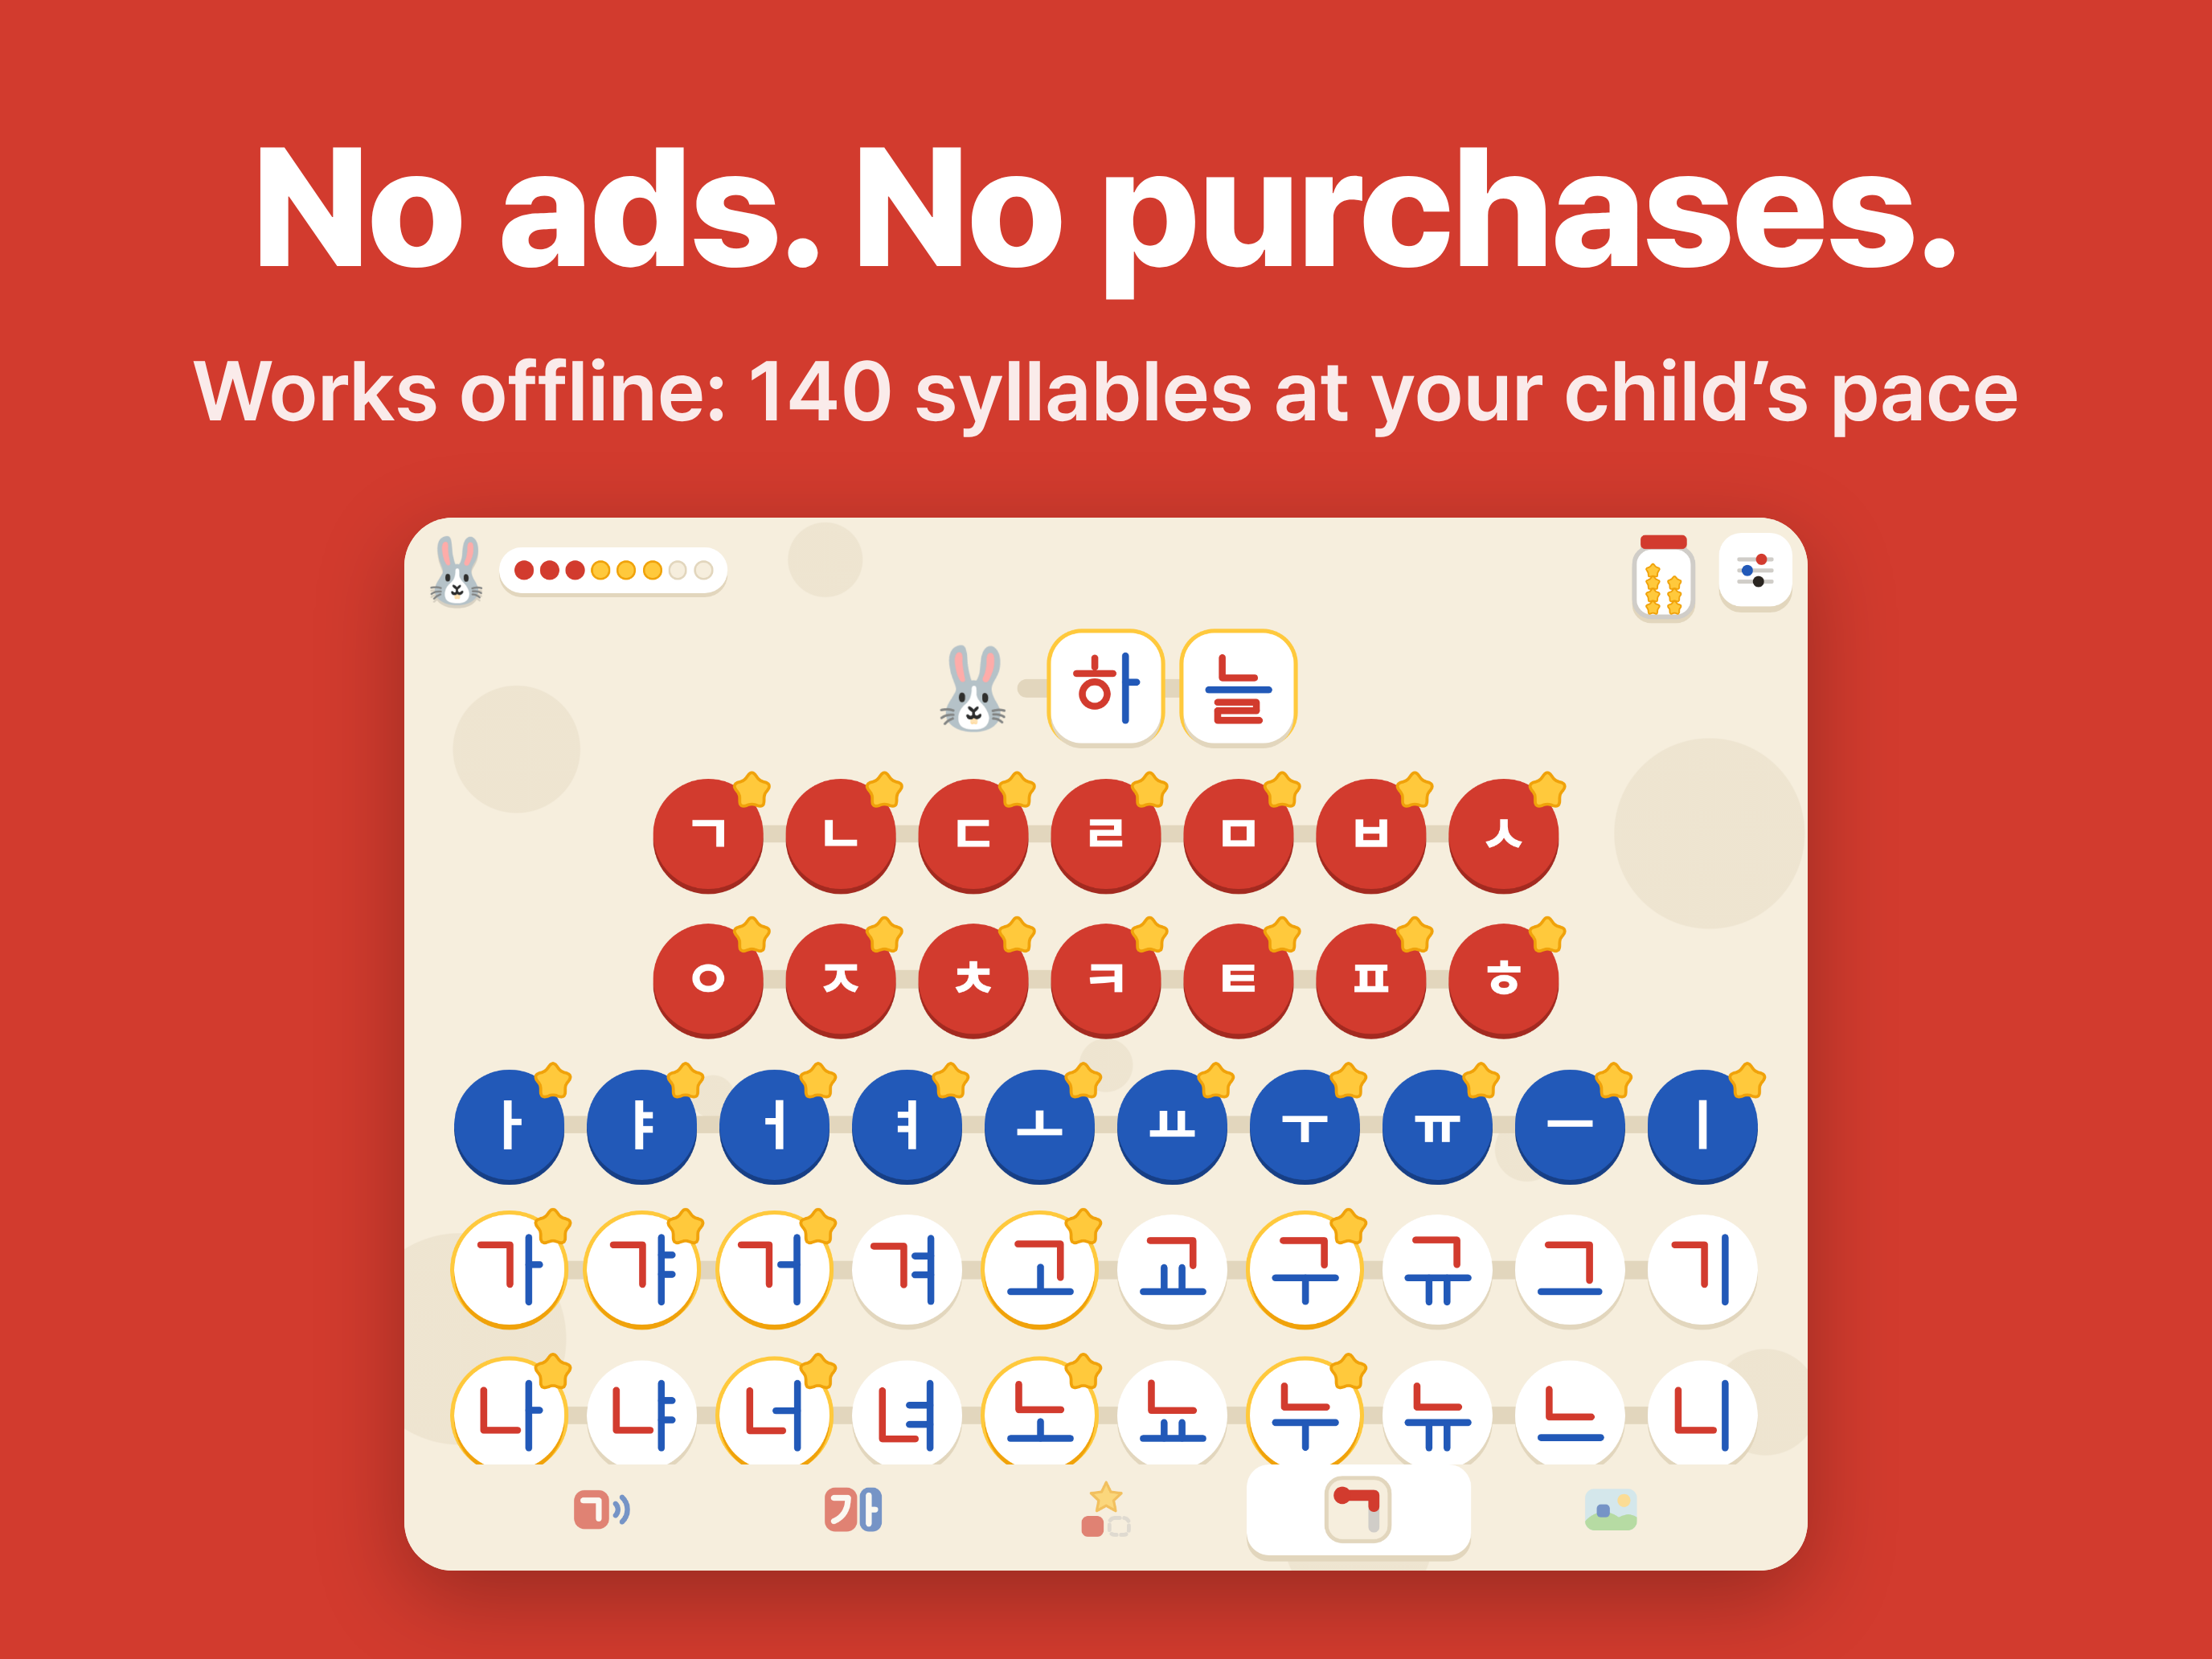 No ads. No purchases.
Works offline: 140 syllables at your child's pace
하 늘
ㄱ ㄴ ㄷ ㄹ ㅁ ㅂ ㅅ
ㅇ ㅈ ㅊ ㅋ ㅌ ㅍ ㅎ
ㅏ ㅑ ㅓ ㅕ ㅗ ㅛ ㅜ ㅠ ㅡ ㅣ
가 갸 거 겨 고 교 구 규 그 기
나 냐 너 녀 노 뇨 누 뉴 느 니
ㄱ 가 ㄱ